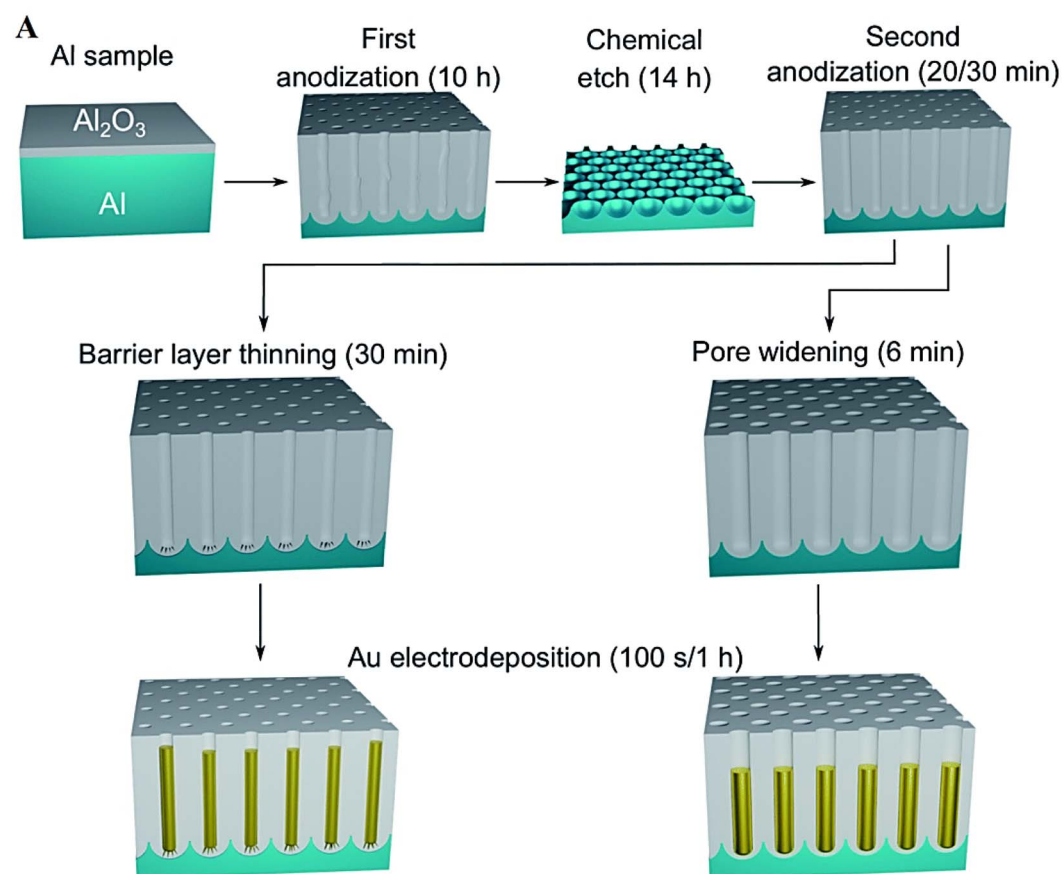 A
Al sample
First
anodization (10 h)
Chemical
etch (14 h)
Second
anodization (20/30 min)
Al₂O₃
Al
Barrier layer thinning (30 min)
Pore widening (6 min)
Au electrodeposition (100 s/1 h)